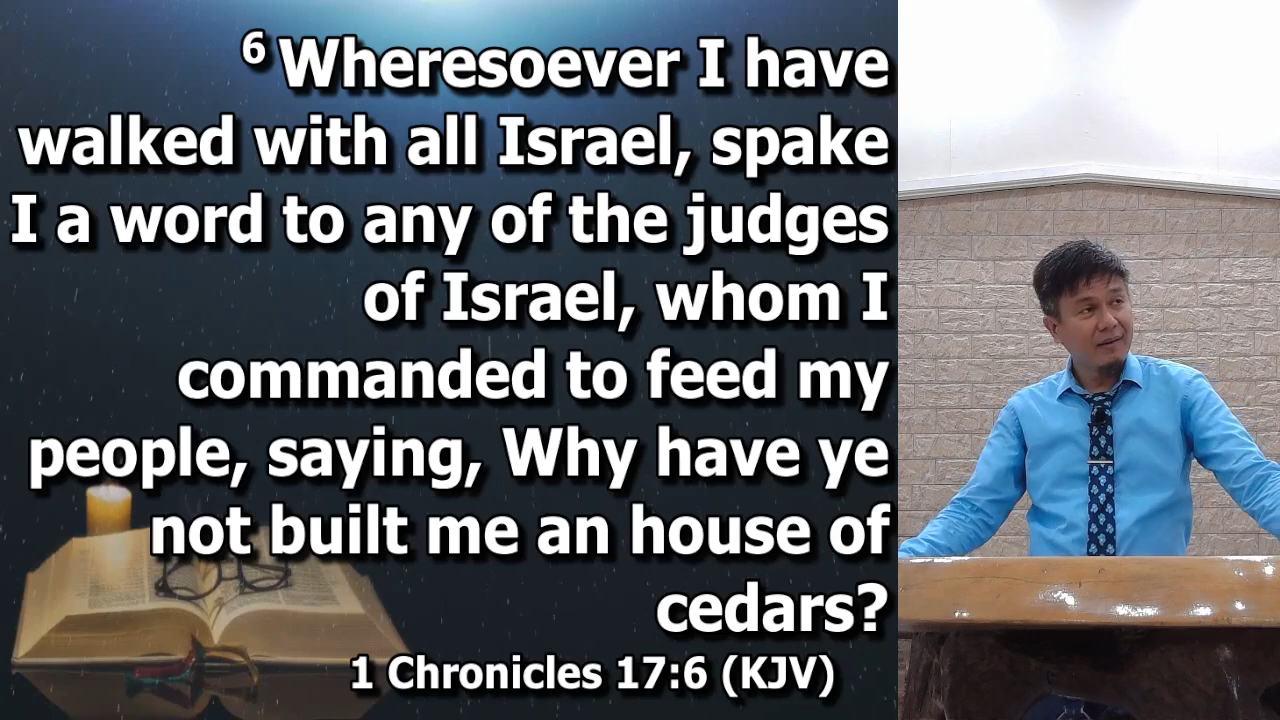 6 Wheresoever I have
walked with all Israel, spake
I a word to any of the judges
of Israel, whom I
commanded to feed my
people, saying, Why have ye
not built me an house of
cedars?
1 Chronicles 17:6 (KJV)